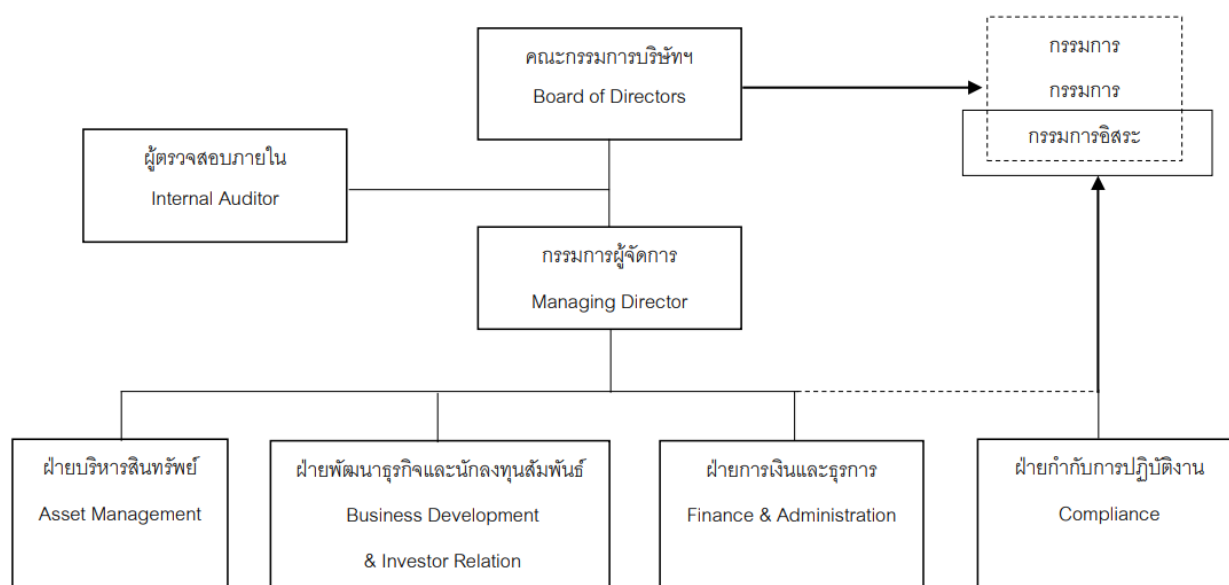 คณะกรรมการบริษัทฯ
Board of Directors
กรรมการ
กรรมการ
กรรมการอิสระ
ผู้ตรวจสอบภายใน
Internal Auditor
กรรมการผู้จัดการ
Managing Director
ฝ่ายบริหารสินทรัพย์
Asset Management
ฝ่ายพัฒนาธุรกิจและนักลงทุนสัมพันธ์
Business Development
& Investor Relation
ฝ่ายการเงินและธุรการ
Finance & Administration
ฝ่ายกำกับการปฏิบัติงาน
Compliance